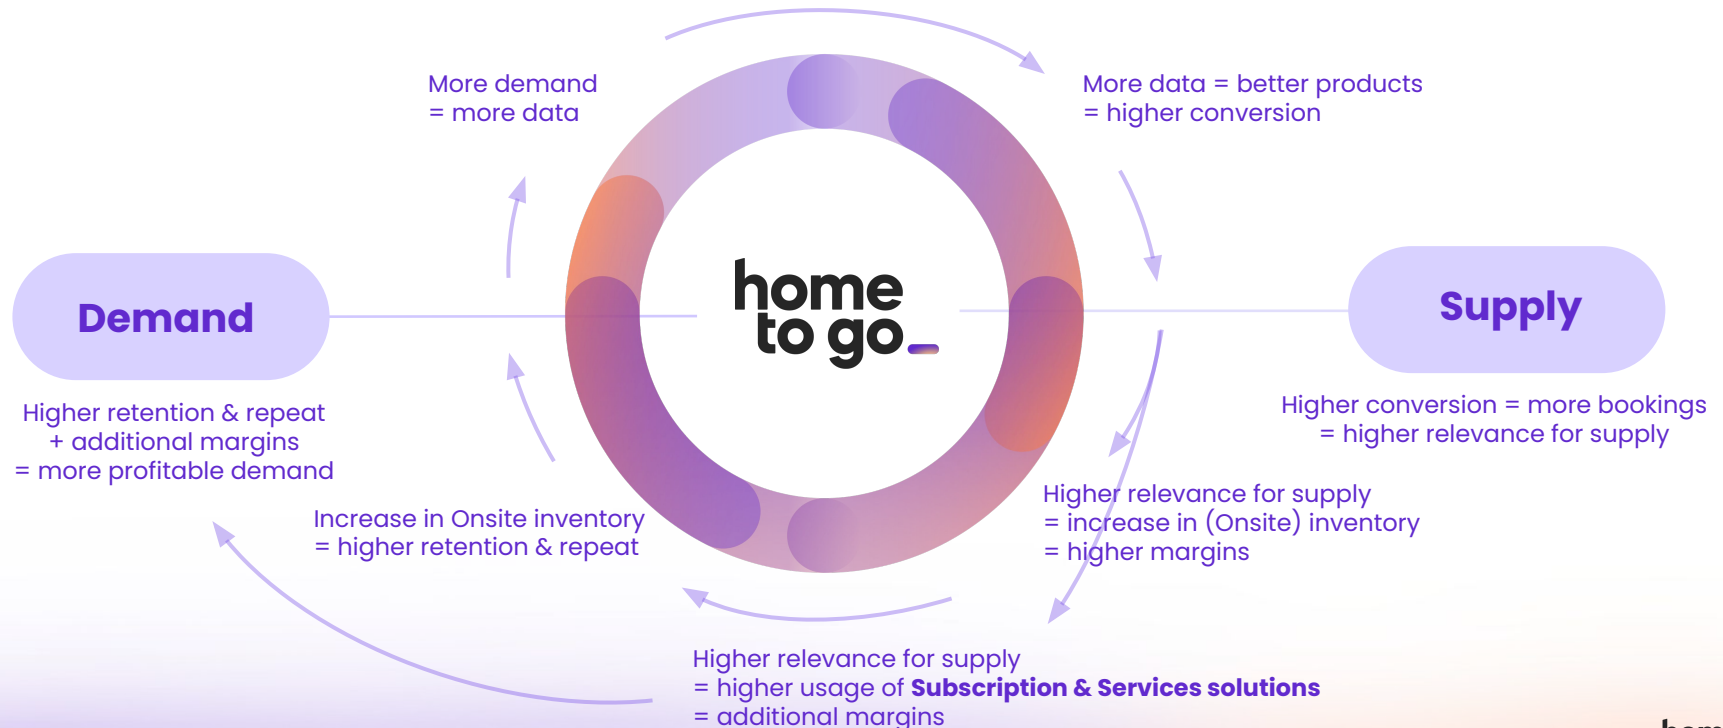 More demand
= more data
More data = better products
= higher conversion
home
to go_
Demand
Supply
Higher retention & repeat
+ additional margins
= more profitable demand
Higher conversion = more bookings
= higher relevance for supply
Increase in Onsite inventory
= higher retention & repeat
Higher relevance for supply
= increase in (Onsite) inventory
= higher margins
Higher relevance for supply
= higher usage of Subscription & Services solutions
= additional margins